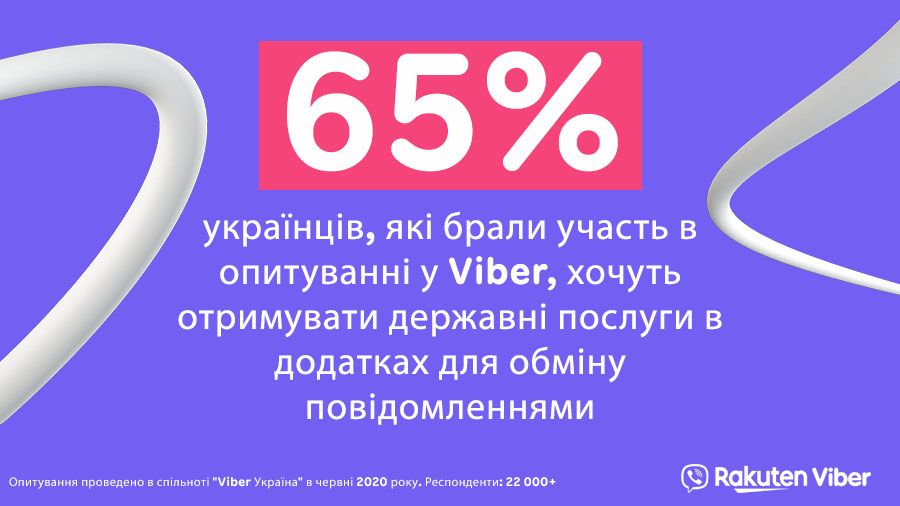 65%
українців, які брали участь в
опитуванні у Viber, хочуть
отримувати державні послуги в
додатках для обміну
повідомленнями
Опитування проведено в спільноті "Viber Україна" в червні 2020 року. Респонденти: 22 000+
Rakuten Viber